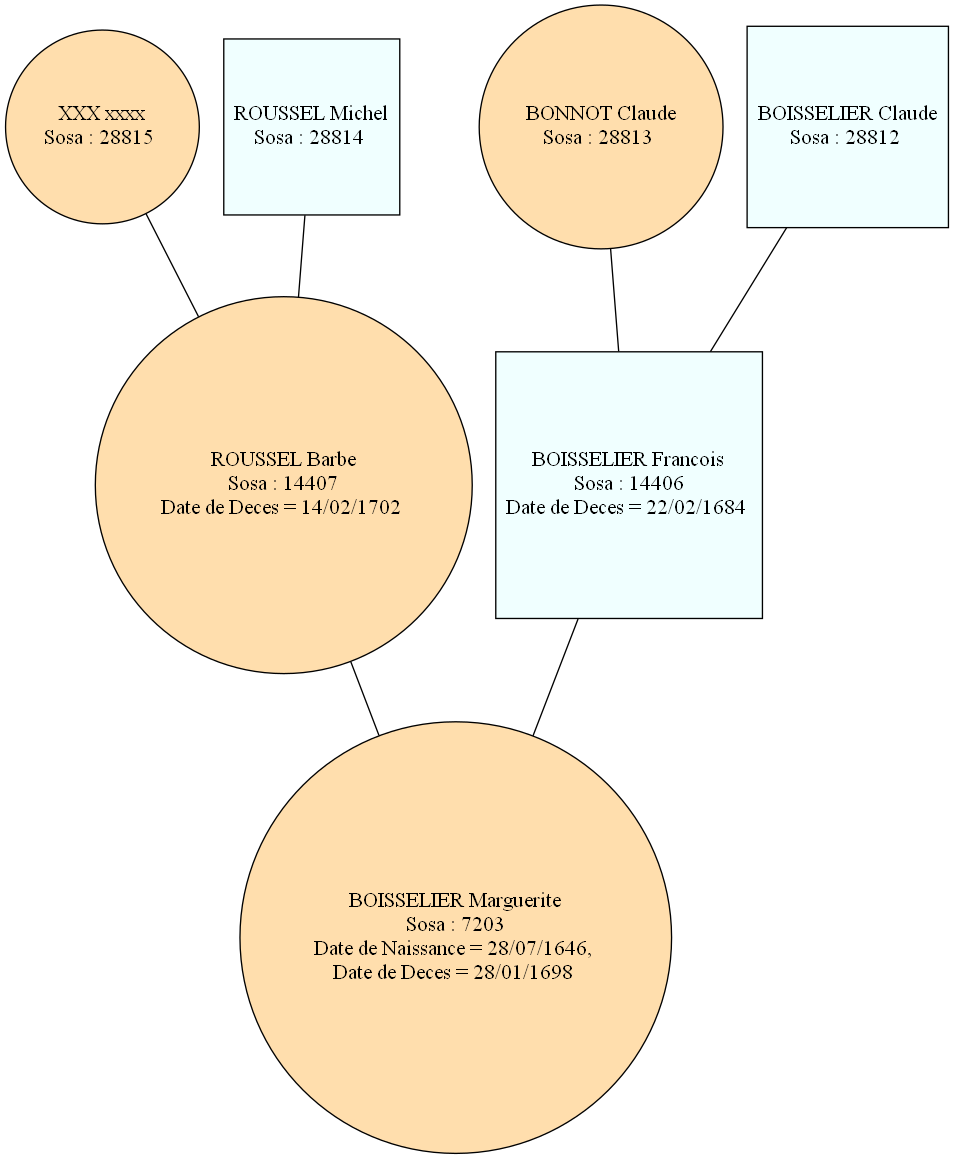 XXX xxxx
Sosa : 28815
ROUSSEL Michel
Sosa : 28814
BONNOT Claude
Sosa : 28813
BOISSELIER Claude
Sosa : 28812
ROUSSEL Barbe
Sosa : 14407
Date de Deces = 14/02/1702
BOISSELIER Francois
Sosa : 14406
Date de Deces = 22/02/1684
BOISSELIER Marguerite
Sosa : 7203
Date de Naissance = 28/07/1646,
Date de Deces = 28/01/1698